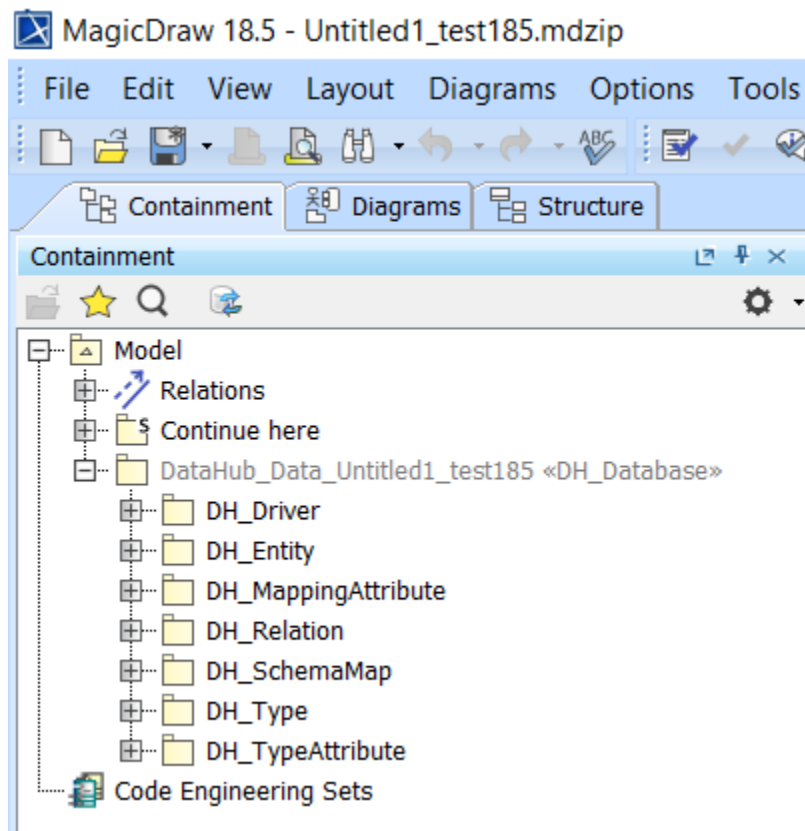 MagicDraw 18.5 - Untitled1_test185.mdzip
File Edit View Layout Diagrams Options Tools
ABC
Containment Diagrams Structure
Containment
Model
Relations
S Continue here
DataHub_Data_Untitled1_test185 «DH_Database»
DH_Driver
DH_Entity
DH_MappingAttribute
DH_Relation
DH_SchemaMap
DH_Type
DH_TypeAttribute
Code Engineering Sets